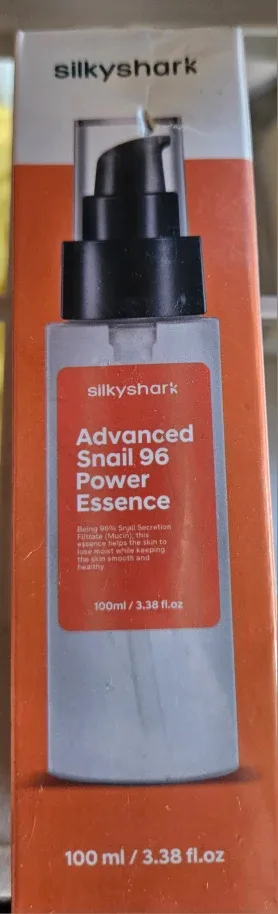 silkyshark
silkyshark
Advanced
Snail 96
Power
Essence
Being 96% Snail Secretion
Filtrate (Mucin), this
essence helps the skin to
lose moist while keeping
the skin smooth and
healthy.
100ml / 3.38 fl.oz
100 ml / 3.38 fl.oz